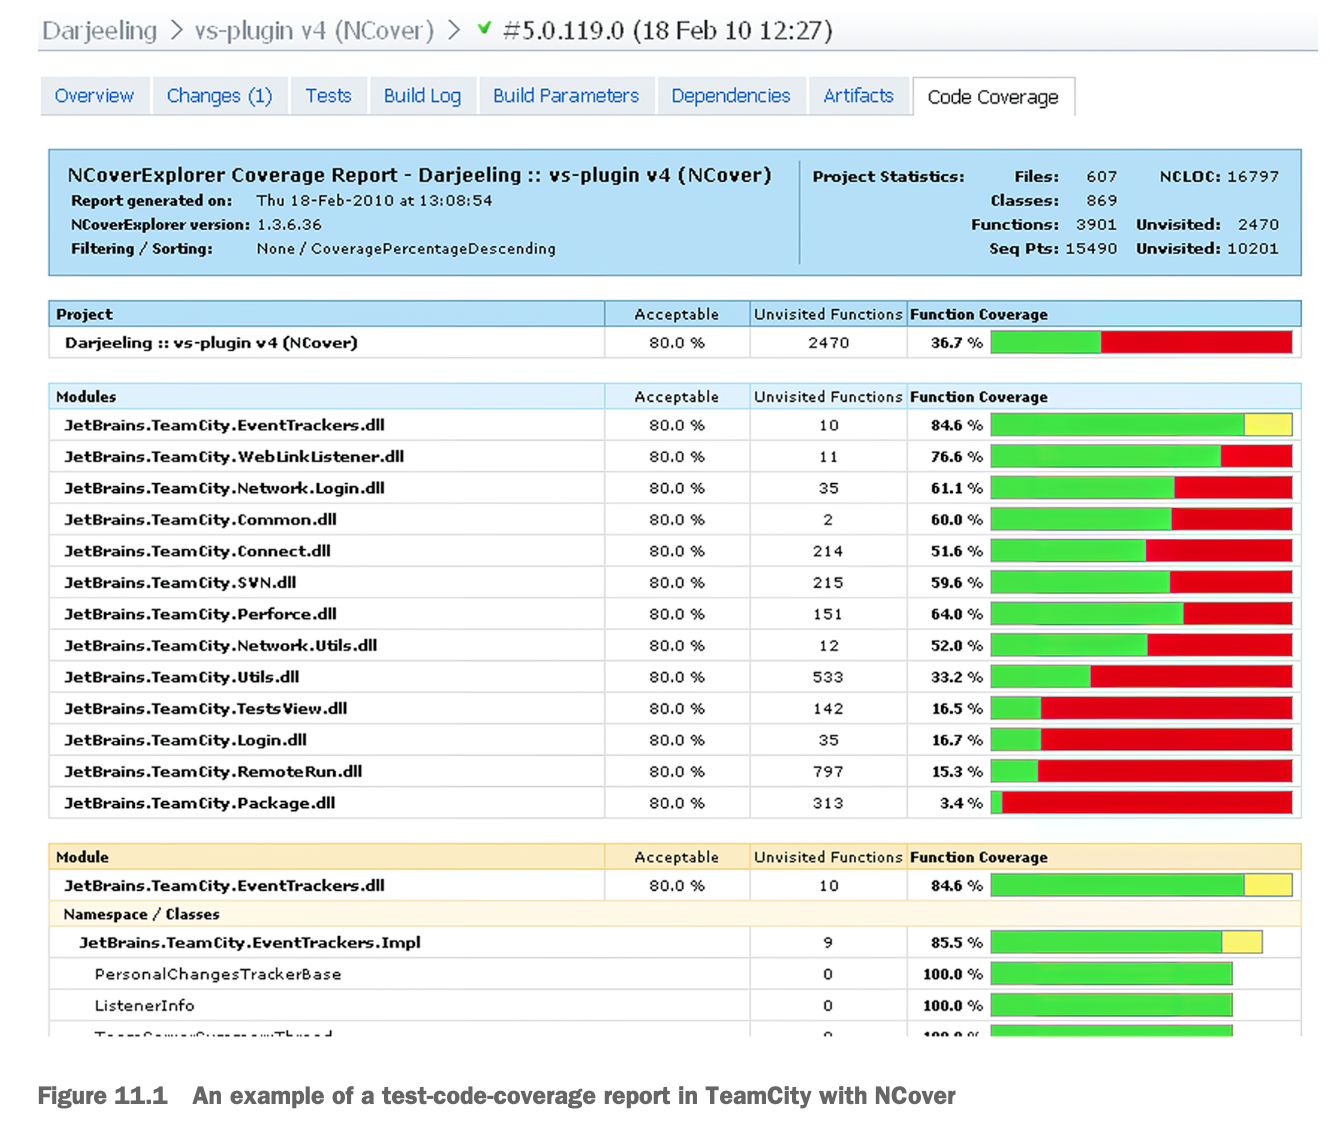 Darjeeling > vs-plugin v4 (NCover) > #5.0.119.0 (18 Feb 10 12:27)
Overview Changes (1) Tests Build Log Build Parameters Dependencies Artifacts Code Coverage
NCoverExplorer Coverage Report - Darjeeling :: vs-plugin v4 (NCover) Project Statistics: Files: 607 NCLOC: 16797
Report generated on: Thu 18-Feb-2010 at 13:08:54 Classes: 869
NCoverExplorer version: 1.3.6.36 Functions: 3901 Unvisited: 2470
Filtering / Sorting: None / CoveragePercentageDescending Seq Pts: 15490 Unvisited: 10201
Project Acceptable Unvisited Functions Function Coverage
Darjeeling :: vs-plugin v4 (NCover) 80.0 % 2470 36.7 %
Modules Acceptable Unvisited Functions Function Coverage
JetBrains.TeamCity.EventTrackers.dll 80.0 % 10 84.6 %
JetBrains.TeamCity.WebLinkListener.dll 80.0 % 11 76.6 %
JetBrains.TeamCity.Network.Login.dll 80.0 % 35 61.1 %
JetBrains.TeamCity.Common.dll 80.0 % 2 60.0 %
JetBrains.TeamCity.Connect.dll 80.0 % 214 51.6 %
JetBrains.TeamCity.SVN.dll 80.0 % 215 59.6 %
JetBrains.TeamCity.Perforce.dll 80.0 % 151 64.0 %
JetBrains.TeamCity.Network.Utils.dll 80.0 % 12 52.0 %
JetBrains.TeamCity.Utils.dll 80.0 % 533 33.2 %
JetBrains.TeamCity.TestsView.dll 80.0 % 142 16.5 %
JetBrains.TeamCity.Login.dll 80.0 % 35 16.7 %
JetBrains.TeamCity.RemoteRun.dll 80.0 % 797 15.3 %
JetBrains.TeamCity.Package.dll 80.0 % 313 3.4 %
Module Acceptable Unvisited Functions Function Coverage
JetBrains.TeamCity.EventTrackers.dll 80.0 % 10 84.6 %
Namespace / Classes
JetBrains.TeamCity.EventTrackers.Impl 9 85.5 %
PersonalChangesTrackerBase 0 100.0 %
ListenerInfo 0 100.0 %
Figure 11.1 An example of a test-code-coverage report in TeamCity with NCover